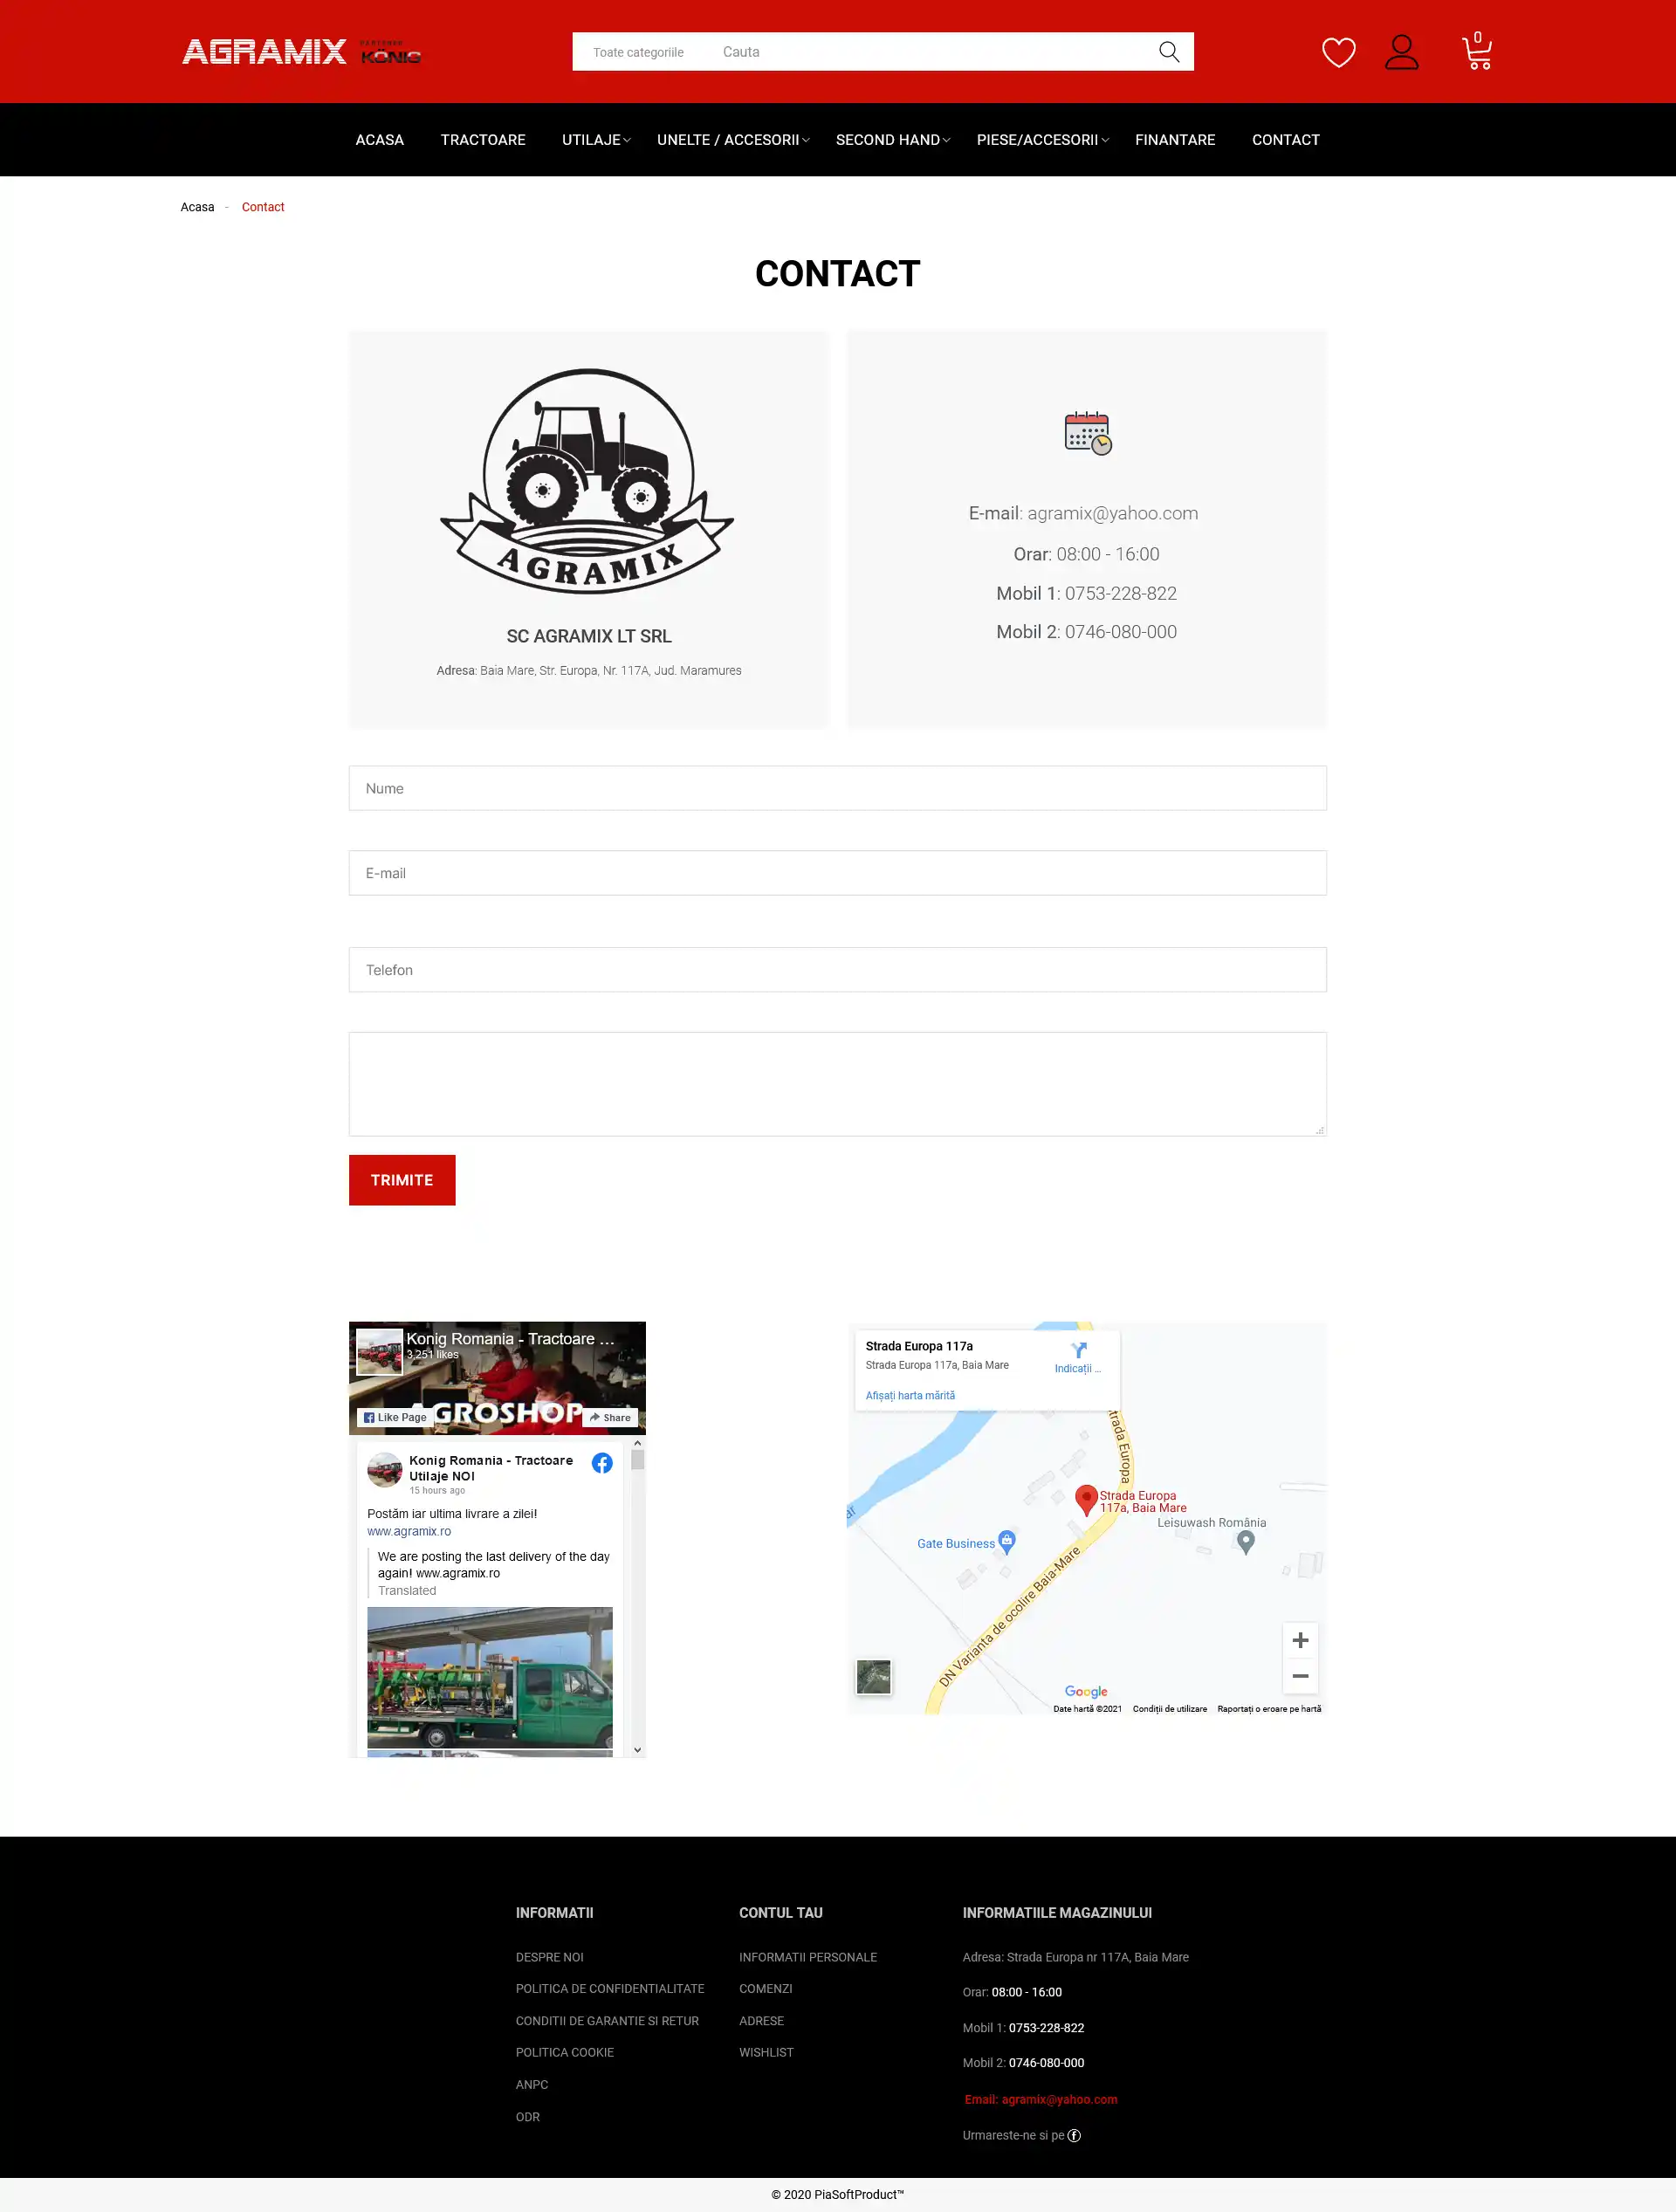 AGRAMIX PARTENER KÖNIG
Toate categoriile Cauta
0
ACASA TRACTOARE UTILAJE UNELTE / ACCESORII SECOND HAND PIESE/ACCESORII FINANTARE CONTACT
Acasa - Contact
CONTACT
AGRAMIX
SC AGRAMIX LT SRL
Adresa: Baia Mare, Str. Europa, Nr. 117A, Jud. Maramures
E-mail: agramix@yahoo.com
Orar: 08:00 - 16:00
Mobil 1: 0753-228-822
Mobil 2: 0746-080-000
Nume
E-mail
Telefon
TRIMITE
Konig Romania - Tractoare ...
3,251 likes
AGROSHOP
Like Page
Share
Konig Romania - Tractoare
Utilaje NOI
15 hours ago
Postăm iar ultima livrare a zilei!
www.agramix.ro
We are posting the last delivery of the day
again! www.agramix.ro
Translated
Strada Europa 117a
Strada Europa 117a, Baia Mare
Indicații ...
Afișați harta mărită
Strada Europa
Strada Europa
117a, Baia Mare
Leisuwash România
Gate Business
DN Varianta de ocolire Baia-Mare
Google
Date hartă ©2021 Condiții de utilizare Raportați o eroare pe hartă
INFORMATII
DESPRE NOI
POLITICA DE CONFIDENTIALITATE
CONDITII DE GARANTIE SI RETUR
POLITICA COOKIE
ANPC
ODR
CONTUL TAU
INFORMATII PERSONALE
COMENZI
ADRESE
WISHLIST
INFORMATIILE MAGAZINULUI
Adresa: Strada Europa nr 117A, Baia Mare
Orar: 08:00 - 16:00
Mobil 1: 0753-228-822
Mobil 2: 0746-080-000
Email: agramix@yahoo.com
Urmareste-ne si pe
© 2020 PiaSoftProduct™